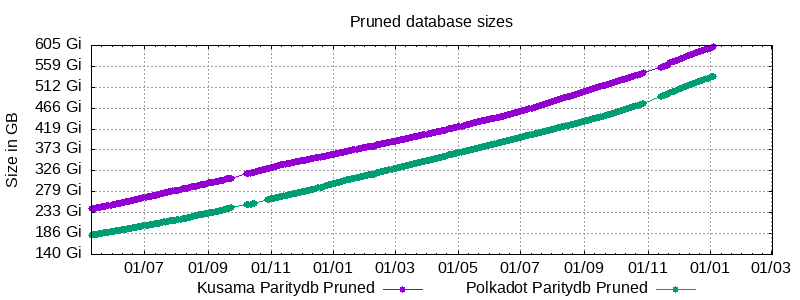 Pruned database sizes
605 Gi
559 Gi
512 Gi
466 Gi
419 Gi
373 Gi
326 Gi
279 Gi
233 Gi
186 Gi
140 Gi
Size in GB
01/07 01/09 01/11 01/01 01/03 01/05 01/07 01/09 01/11 01/01 01/03
Kusama Paritydb Pruned Polkadot Paritydb Pruned